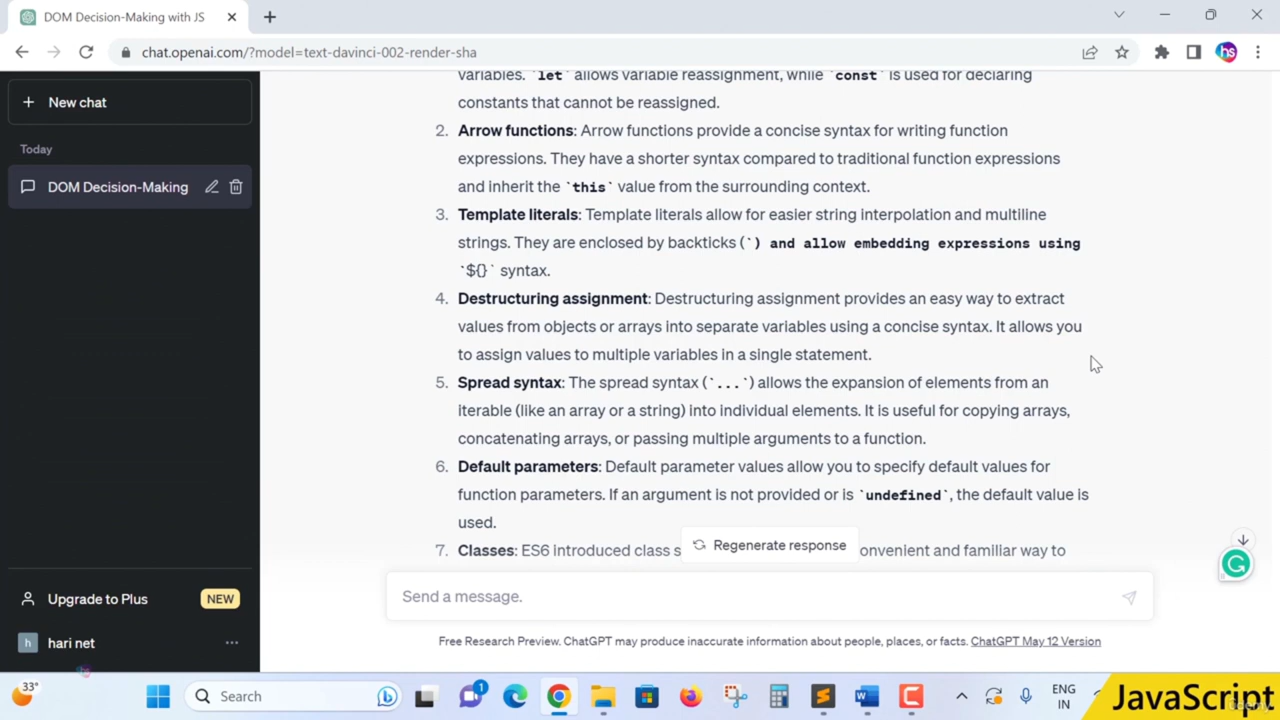 DOM Decision-Making with JS
chat.openai.com/?model=text-davinci-002-render-sha
hs
New chat
Today
DOM Decision-Making
variables. `let` allows variable reassignment, while `const` is used for declaring
constants that cannot be reassigned.
2. Arrow functions: Arrow functions provide a concise syntax for writing function
expressions. They have a shorter syntax compared to traditional function expressions
and inherit the `this` value from the surrounding context.
3. Template literals: Template literals allow for easier string interpolation and multiline
strings. They are enclosed by backticks (`) and allow embedding expressions using
`${}` syntax.
4. Destructuring assignment: Destructuring assignment provides an easy way to extract
values from objects or arrays into separate variables using a concise syntax. It allows you
to assign values to multiple variables in a single statement.
5. Spread syntax: The spread syntax (`...`) allows the expansion of elements from an
iterable (like an array or a string) into individual elements. It is useful for copying arrays,
concatenating arrays, or passing multiple arguments to a function.
6. Default parameters: Default parameter values allow you to specify default values for
function parameters. If an argument is not provided or is `undefined`, the default value is
used.
7. Classes: ES6 introduced class s onvenient and familiar way to
Regenerate response
Send a message.
Free Research Preview. ChatGPT may produce inaccurate information about people, places, or facts. ChatGPT May 12 Version
Upgrade to Plus NEW
h hari net
33°
Search
1
ENG
IN
JavaScript